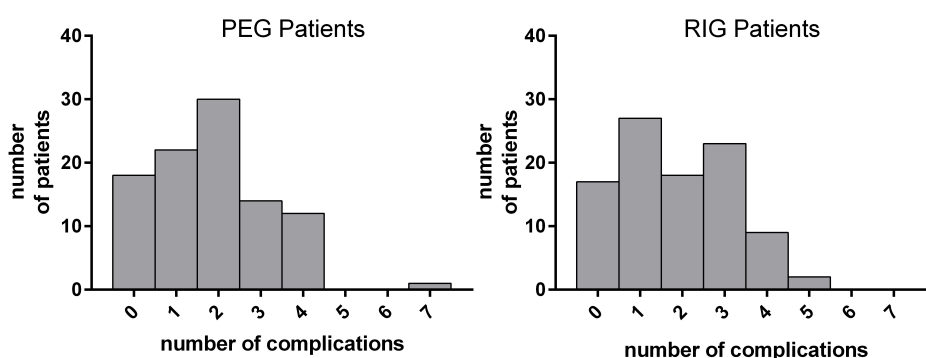 PEG Patients
40
30
20
10
0
number
of patients
0 1 2 3 4 5 6 7
number of complications
RIG Patients
40
30
20
10
0
number
of patients
0 1 2 3 4 5 6 7
number of complications